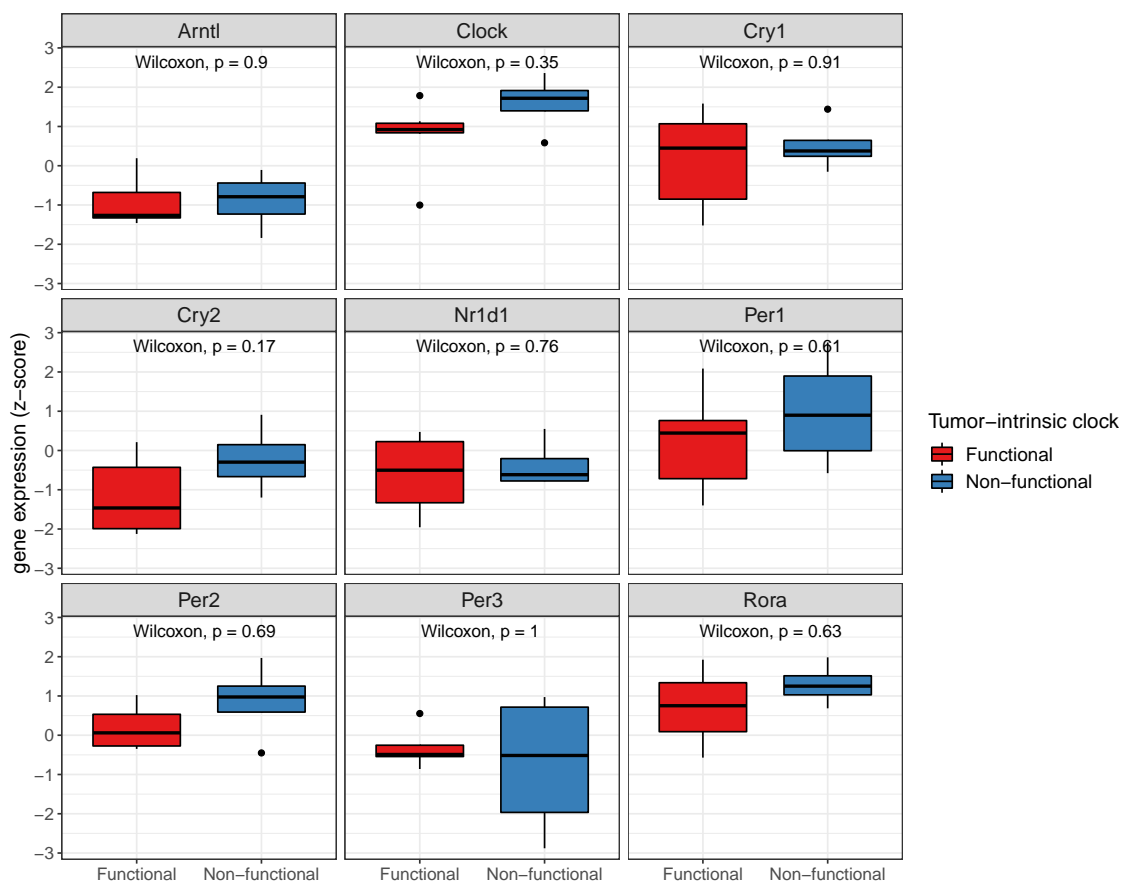 Arntl
Clock
Cry1
Wilcoxon, p = 0.9
Wilcoxon, p = 0.35
Wilcoxon, p = 0.91
3
2
1
0
−1
−2
−3
Cry2
Nr1d1
Per1
Wilcoxon, p = 0.17
Wilcoxon, p = 0.76
Wilcoxon, p = 0.61
3
2
1
0
−1
−2
−3
gene expression (z−score)
Per2
Per3
Rora
Wilcoxon, p = 0.69
Wilcoxon, p = 1
Wilcoxon, p = 0.63
3
2
1
0
−1
−2
−3
Functional Non−functional
Functional Non−functional
Functional Non−functional
Tumor−intrinsic clock
Functional
Non−functional